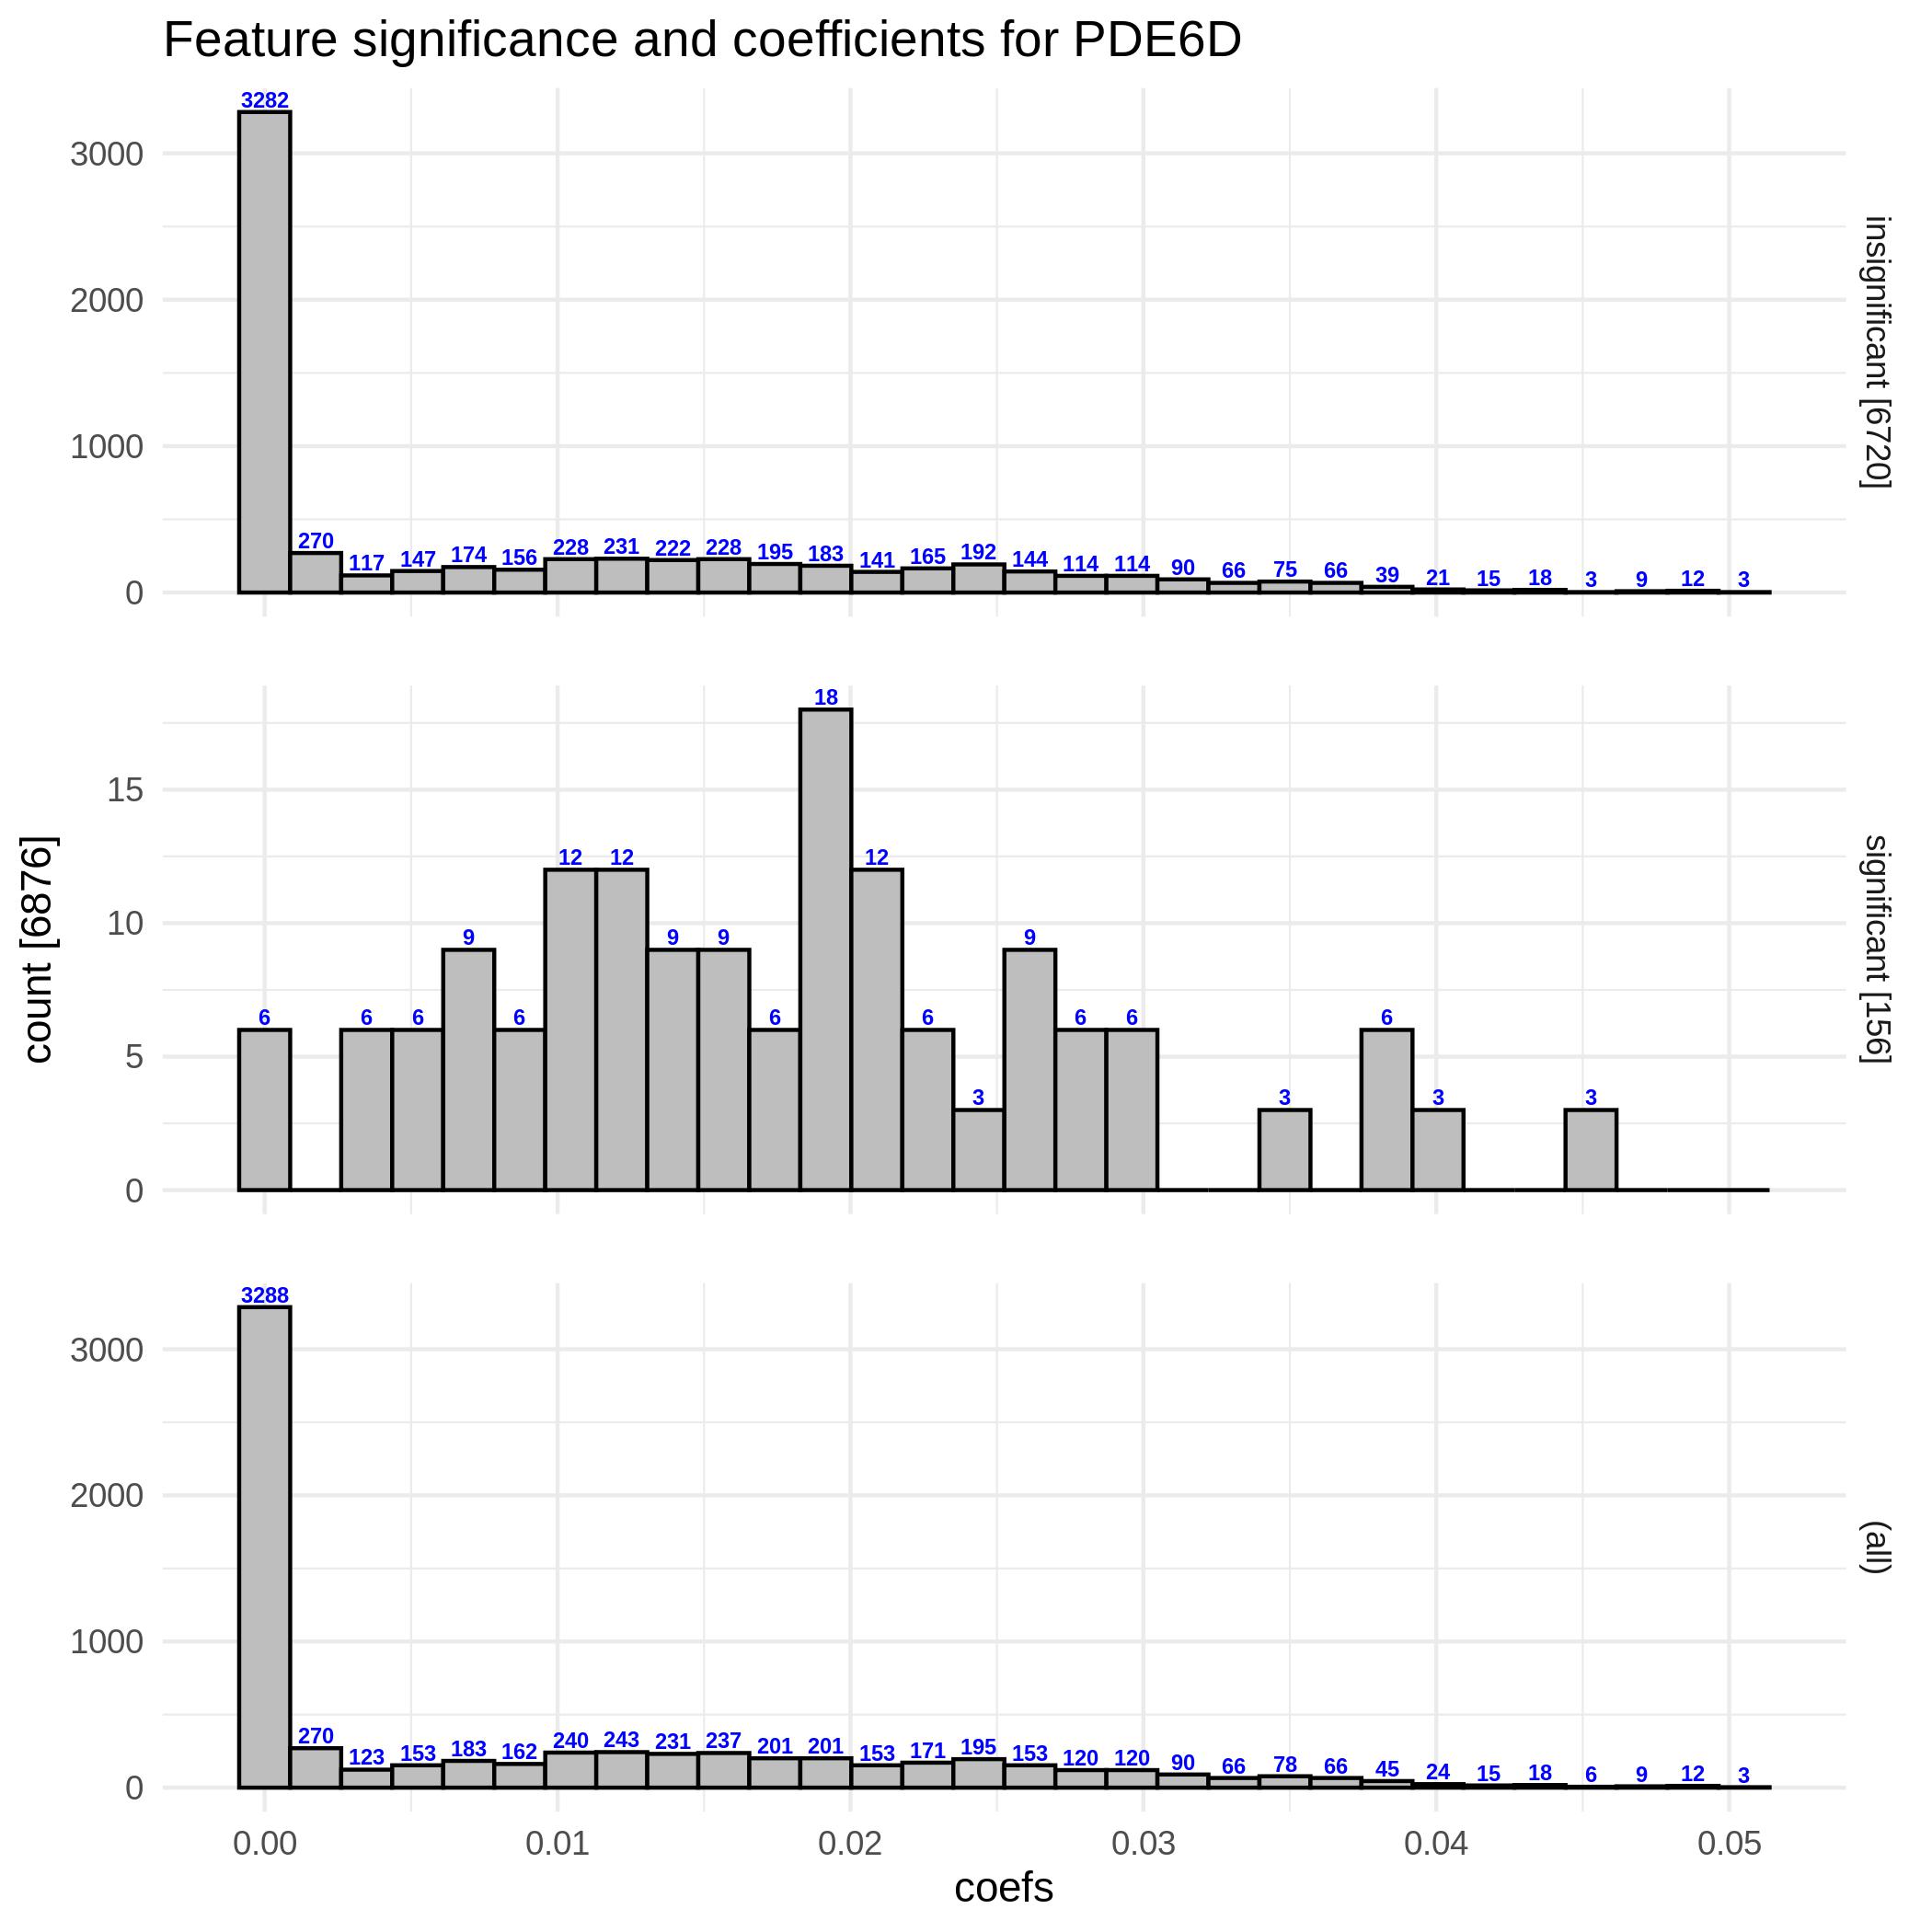 Feature significance and coefficients for PDE6D
3282
3000
2000
1000
0
270 117 147 174 156 228 231 222 228 195 183 141 165 192 144 114 114 90 66 75 66 39 21 15 18 3 9 12 3
insignificant [6720]
count [6876]
15
10
5
0
6 6 6 9 6 12 12 9 9 6 18 12 6 3 9 6 6 3 6 3 3
significant [156]
3288
3000
2000
1000
0
270 123 153 183 162 240 243 231 237 201 201 153 171 195 153 120 120 90 66 78 66 45 24 15 18 6 9 12 3
(all)
0.00 0.01 0.02 0.03 0.04 0.05
coefs